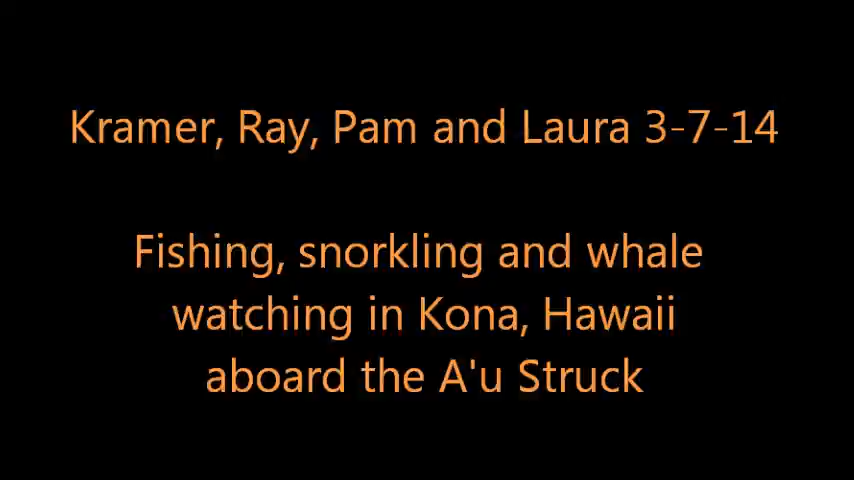 Kramer, Ray, Pam and Laura 3-7-14
Fishing, snorkling and whale
watching in Kona, Hawaii
aboard the A'u Struck